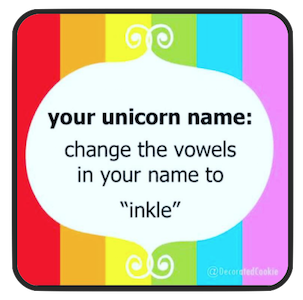 your unicorn name:
change the vowels
in your name to
“inkle”
@DecoratedCookie